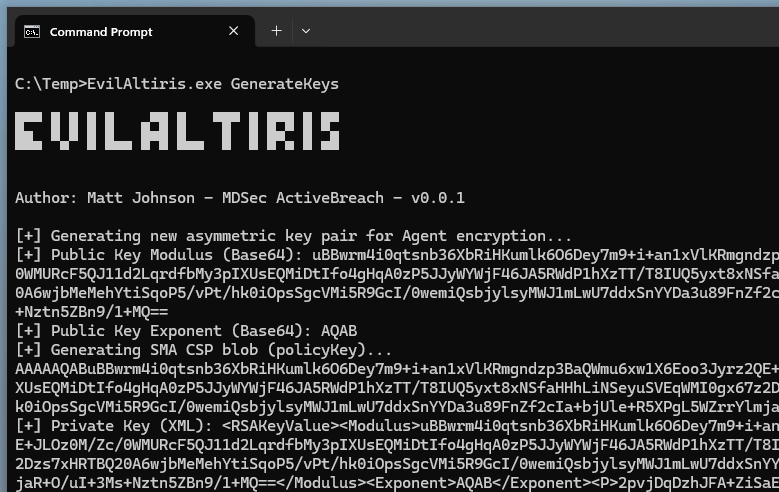 Command Prompt
C:\Temp>EvilAltiris.exe GenerateKeys
EVILALTIRIS
Author: Matt Johnson - MDSec ActiveBreach - v0.0.1
[+] Generating new asymmetric key pair for Agent encryption...
[+] Public Key Modulus (Base64): uBBwrm4i0qtsnb36XbRiHKumlk6O6Dey7m9+i+an1xVlKRmgndzp
0WMURcF5QJ11d2LqrdfbMy3pIXUsEQMiDtIfo4gHqA0zP5JJyWYWjF46JA5RWdP1hXzTT/T8IUQ5yxt8xNSfa
0A6wjbMeMehYtiSqoP5/vPt/hk0iOpsSgcVMi5R9GcI/0wemiQsbjylsyMWJ1mLwU7ddxSnYYDa3u89FnZf2c
+Nztn5ZBn9/1+MQ==
[+] Public Key Exponent (Base64): AQAB
[+] Generating SMA CSP blob (policyKey)...
AAAAAQABuBBwrm4i0qtsnb36XbRiHKumlk6O6Dey7m9+i+an1xVlKRmgndzp3BaQWmu6xw1X6Eoo3Jyrz2QE+
XUsEQMiDtIfo4gHqA0zP5JJyWYWjF46JA5RWdP1hXzTT/T8IUQ5yxt8xNSfaHHhLiNSeyuSVEqWMI0gx67z2D
k0iOpsSgcVMi5R9GcI/0wemiQsbjylsyMWJ1mLwU7ddxSnYYDa3u89FnZf2cIa+bjUle+R5XPgL5WZrrYlmja
[+] Private Key (XML): <RSAKeyValue><Modulus>uBBwrm4i0qtsnb36XbRiHKumlk6O6Dey7m9+i+an
E+JLOz0M/Zc/0WMURcF5QJ11d2LqrdfbMy3pIXUsEQMiDtIfo4gHqA0zP5JJyWYWjF46JA5RWdP1hXzTT/T8I
2Dzs7xHRTBQ20A6wjbMeMehYtiSqoP5/vPt/hk0iOpsSgcVMi5R9GcI/0wemiQsbjylsyMWJ1mLwU7ddxSnYY
jaR+O/uI+3Ms+Nztn5ZBn9/1+MQ==</Modulus><Exponent>AQAB</Exponent><P>2pvjDqDzhJFA+ZiSaE